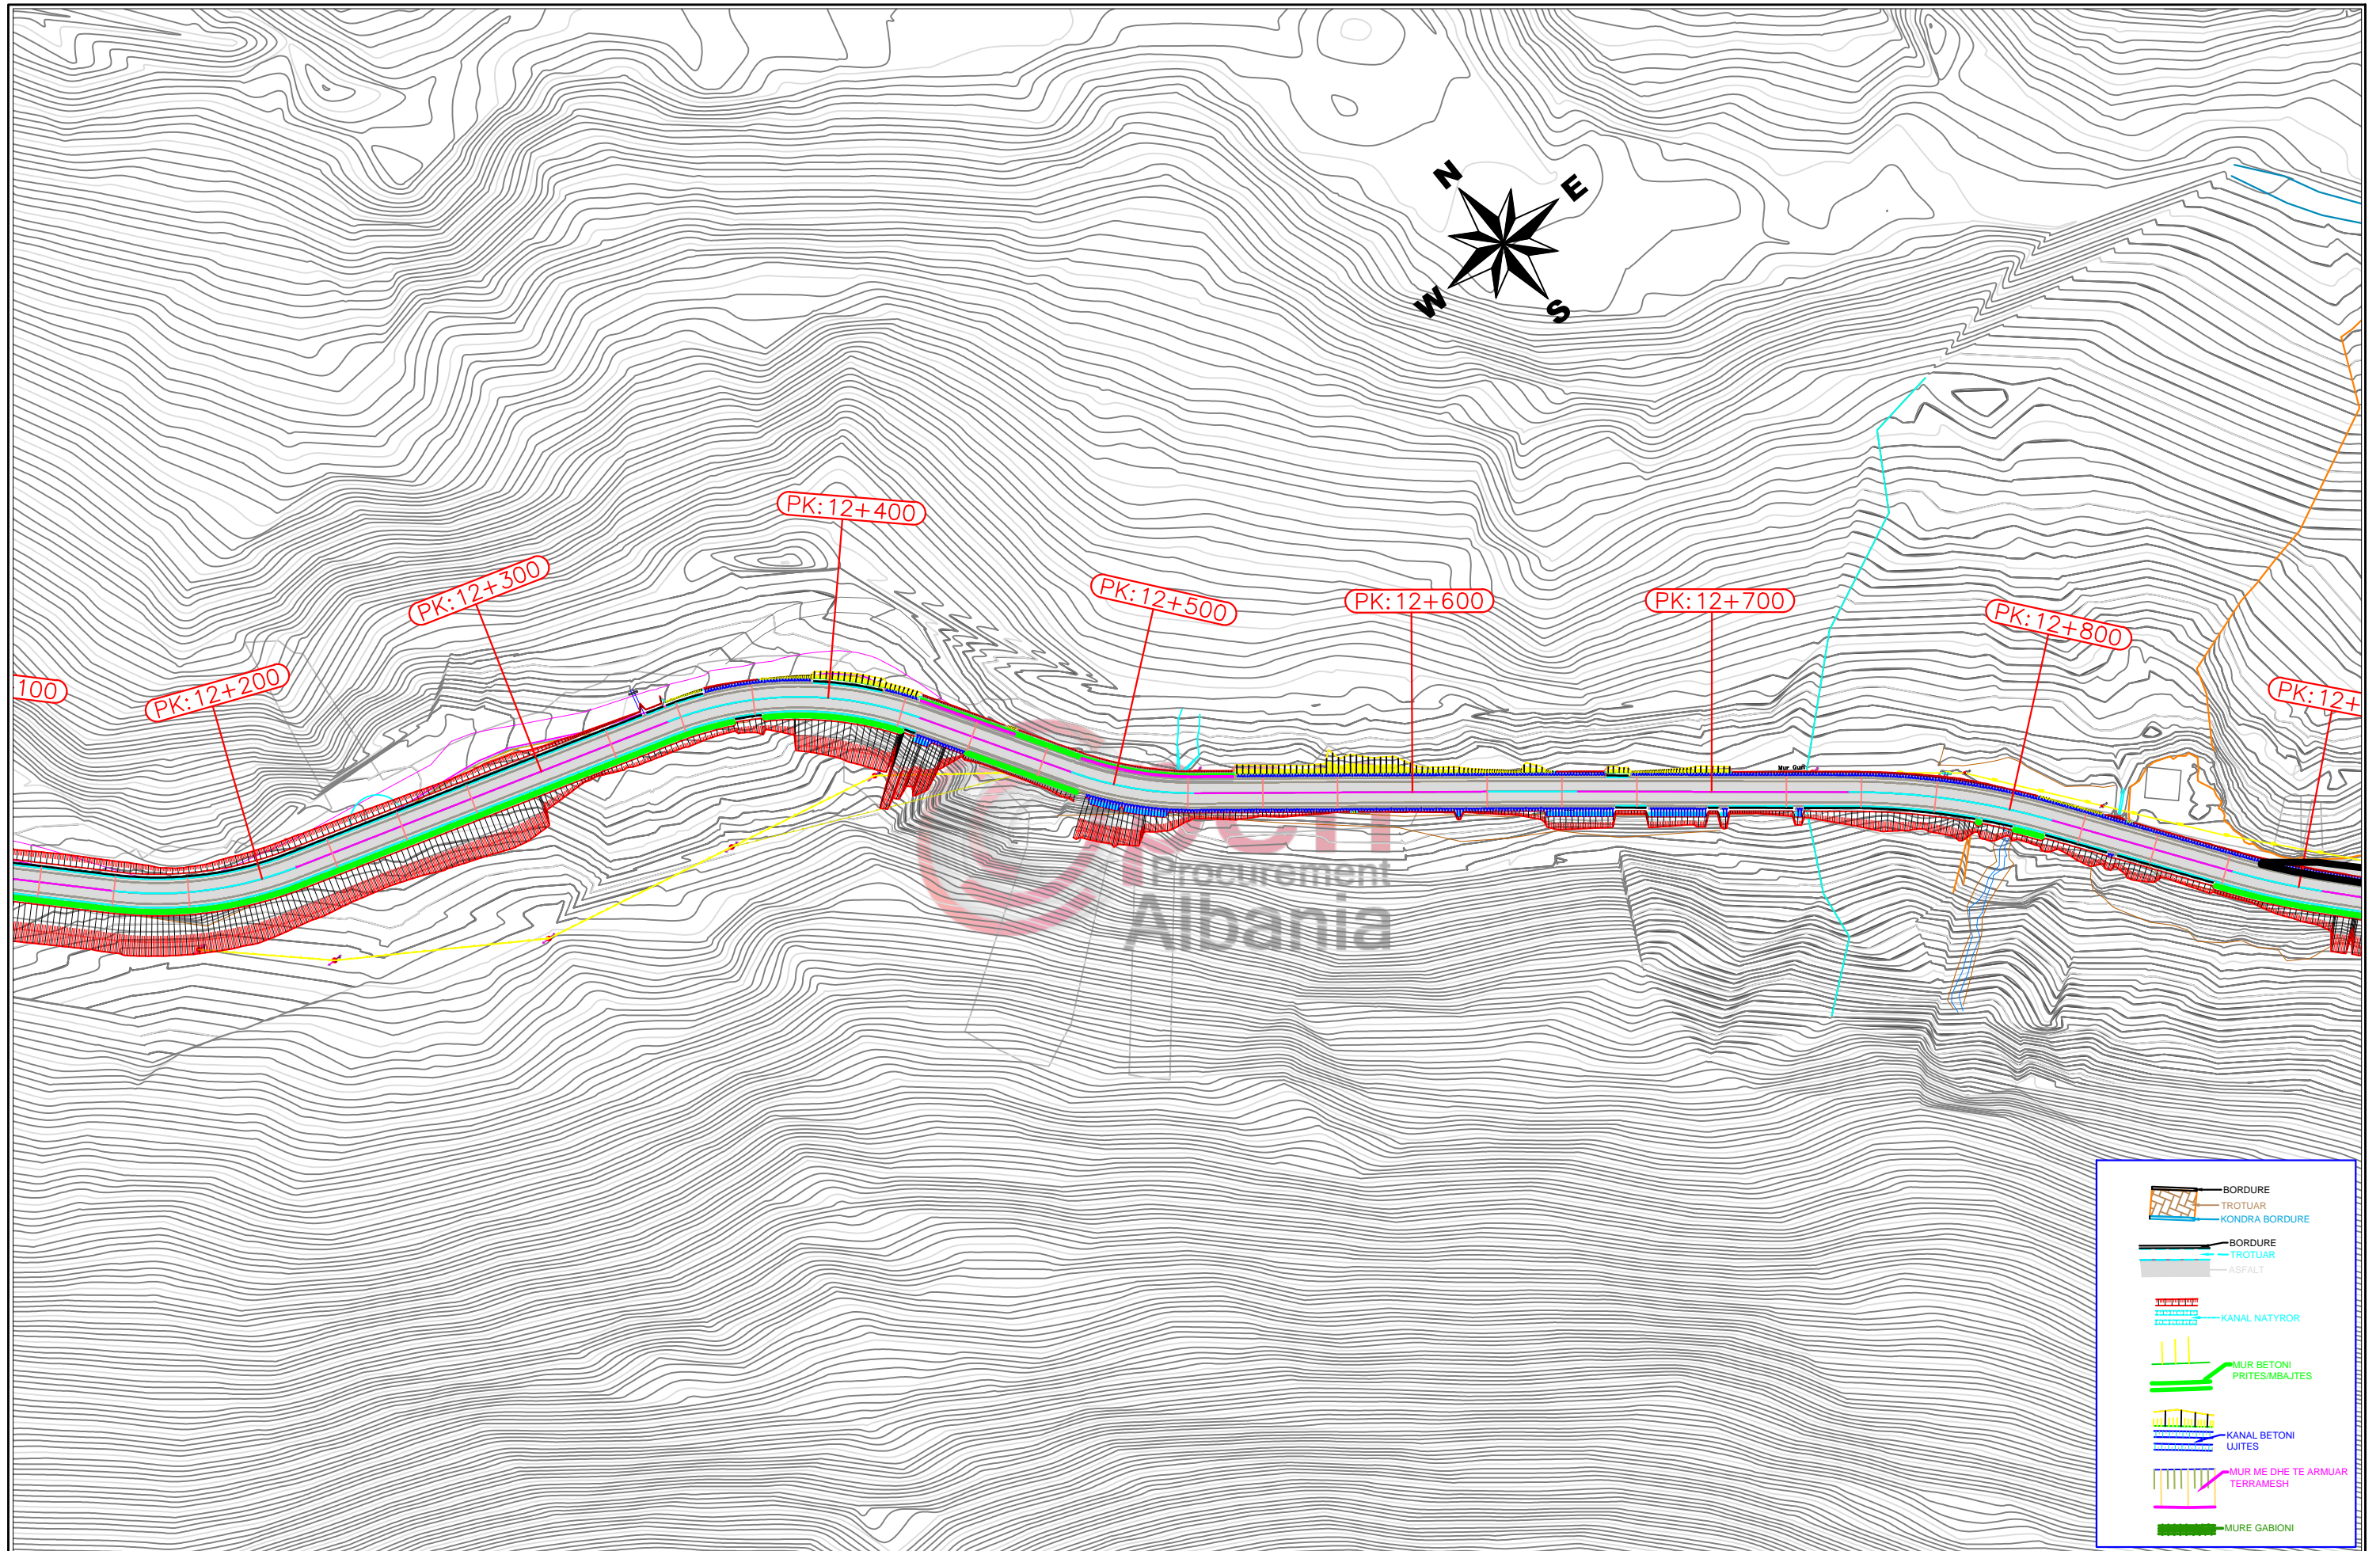 N
E
W
S
PK:12+400
PK:12+300
PK:12+500
PK:12+600
PK:12+700
PK:12+800
PK:12+200
100
PK:12+
Mur Guri
Open
Procurement
Albania
BORDURE
TROTUAR
KONDRA BORDURE
BORDURE
TROTUAR
ASFALT
KANAL NATYROR
MUR BETONI
PRITES/MBAJTES
KANAL BETONI
UJITES
MUR ME DHE TE ARMUAR
TERRAMESH
MURE GABIONI